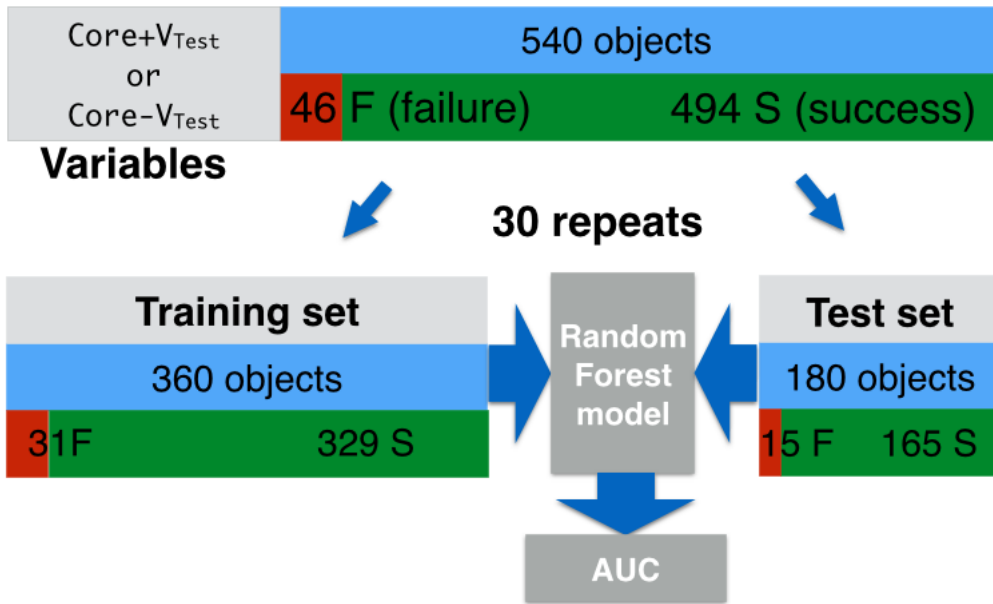 Core+VTest
or
Core-VTest
Variables
540 objects
46 F (failure) 494 S (success)
30 repeats
Training set
360 objects
31F 329 S
Random
Forest
model
Test set
180 objects
15 F 165 S
AUC